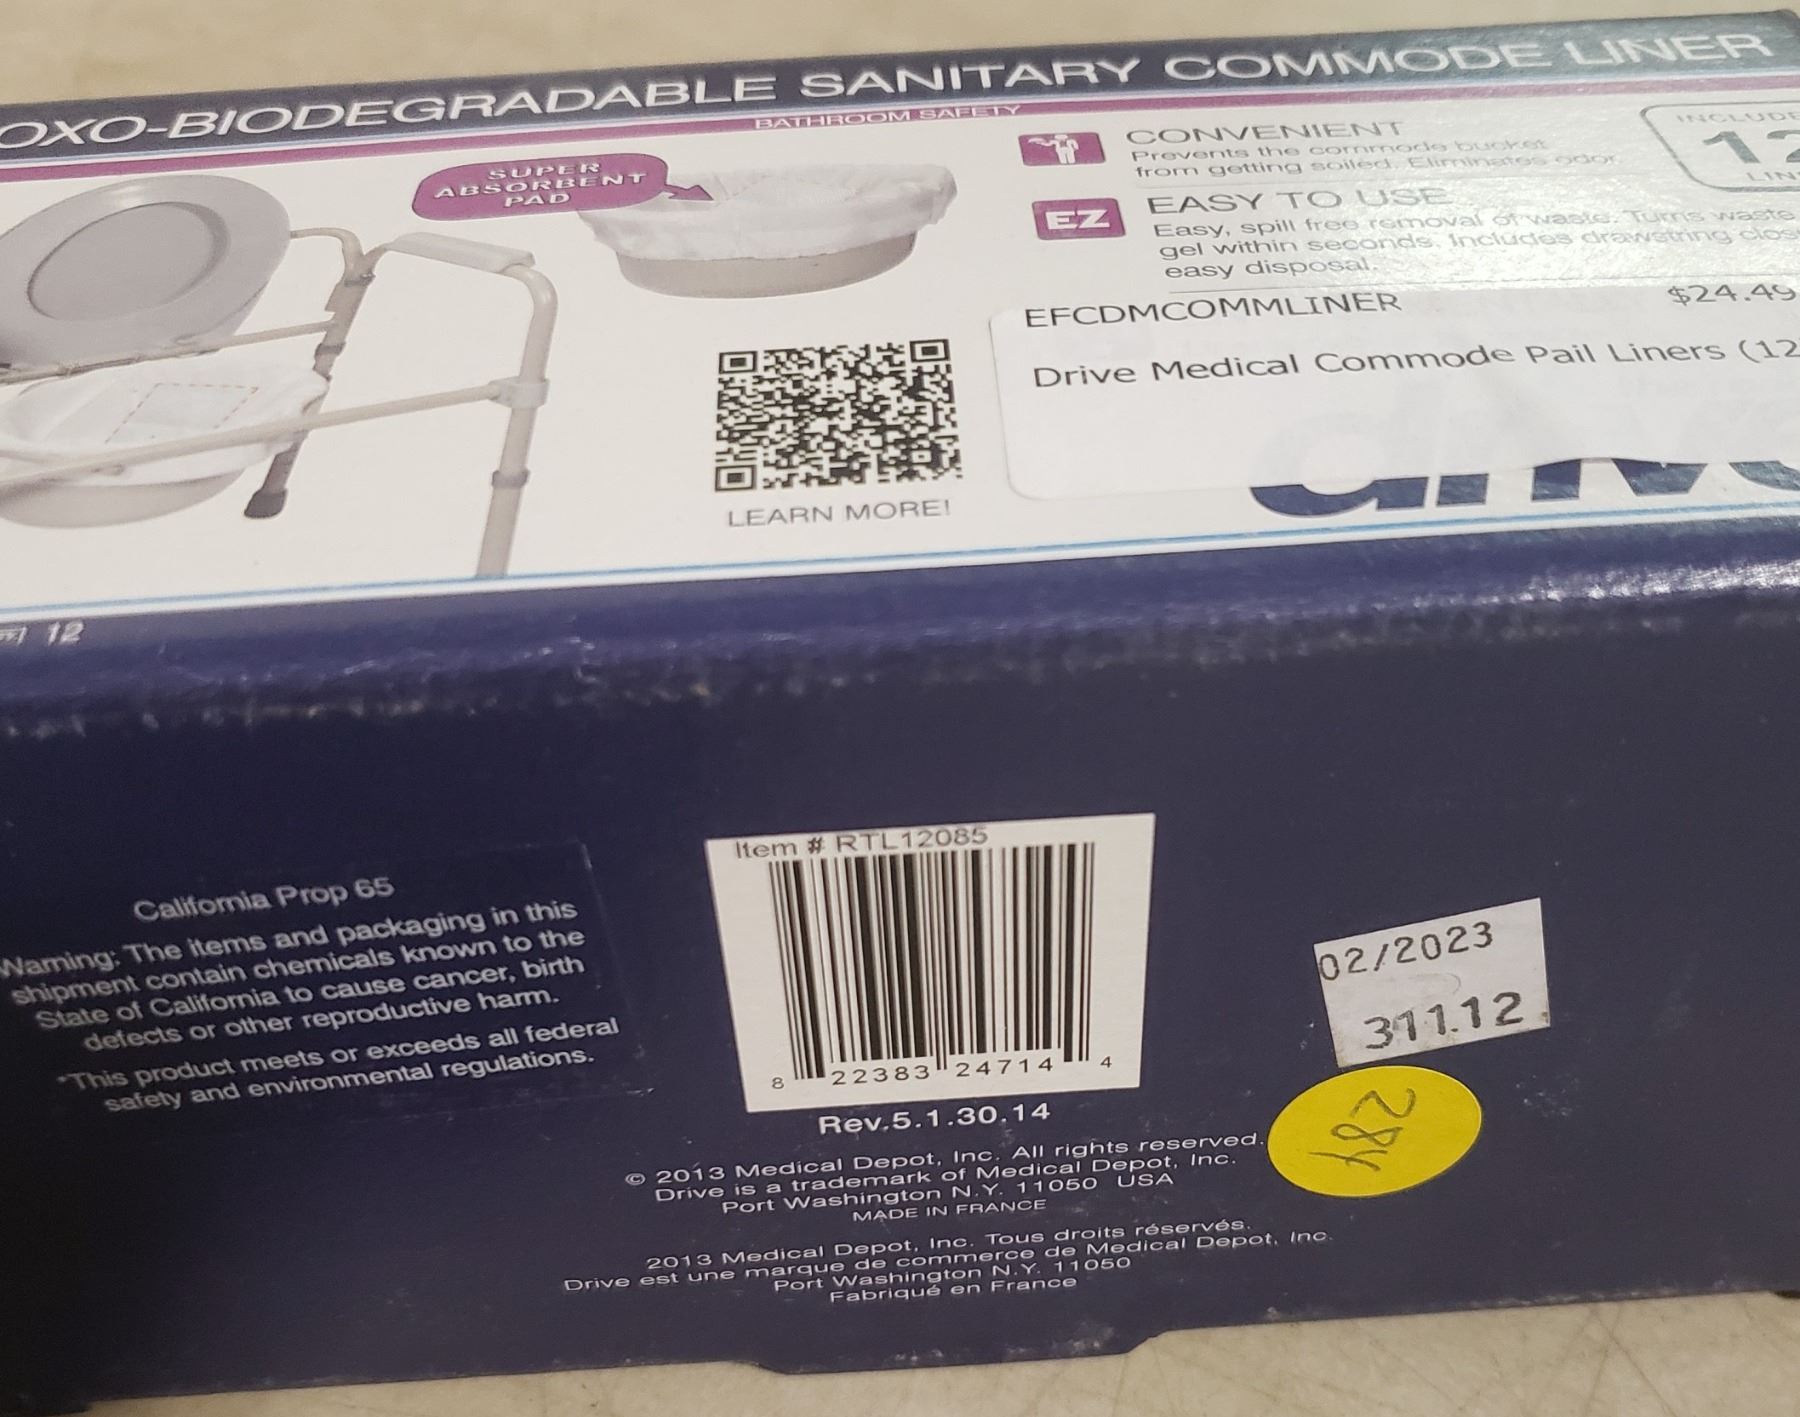 OXO-BIODEGRADABLE SANITARY COMMODE LINER
BATHROOM SAFETY
SUPER
ABSORBENT
PAD
CONVENIENT
Prevents the commode bucket
from getting soiled. Eliminates odor.
INCLUDE
12
LIN
EZ
EASY TO USE
Easy, spill free removal of waste. Turns waste
gel within seconds. Includes drawstring clos
easy disposal.
EFCDMCOMMLINER
$24.49
Drive Medical Commode Pail Liners (12
drive
LEARN MORE!
12
California Prop 65
Warning: The items and packaging in this
shipment contain chemicals known to the
State of California to cause cancer, birth
defects or other reproductive harm.
*This product meets or exceeds all federal
safety and environmental regulations.
Item # RTL12085
8 22383 24714 4
Rev.5.1.30.14
© 2013 Medical Depot, Inc. All rights reserved.
Drive is a trademark of Medical Depot, Inc.
Port Washington N.Y. 11050 USA
MADE IN FRANCE
2013 Medical Depot, Inc. Tous droits réservés.
Drive est une marque de commerce de Medical Depot, Inc.
Port Washington N.Y. 11050
Fabriqué en France
02/2023
311.12
284